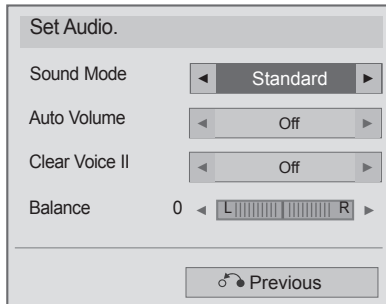 Set Audio.
Sound Mode ◄ Standard ►
Auto Volume ◄ Off ►
Clear Voice II ◄ Off ►
Balance 0 ◄ L R ►
Previous